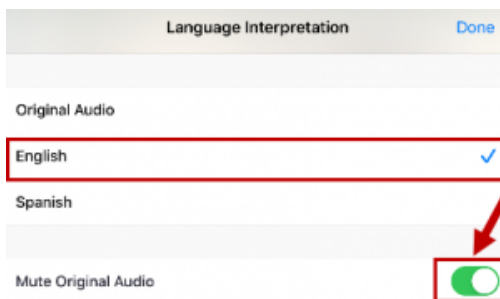 Language Interpretation Done
Original Audio
English
Spanish
Mute Original Audio